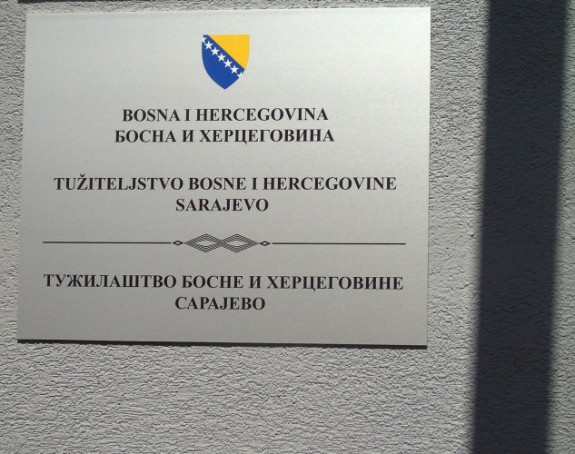 BOSNA I HERCEGOVINA
БОСНА И ХЕРЦЕГОВИНА
TUŽITELJSTVO BOSNE I HERCEGOVINE
SARAJEVO
ТУЖИЛАШТВО БОСНЕ И ХЕРЦЕГОВИНЕ
САРАЈЕВО